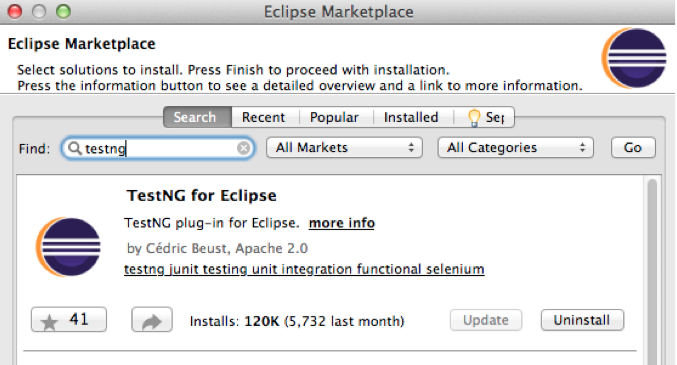 Eclipse Marketplace
Eclipse Marketplace
Select solutions to install. Press Finish to proceed with installation.
Press the information button to see a detailed overview and a link to more information.
Search Recent Popular Installed
Find: testng All Markets All Categories Go
TestNG for Eclipse
TestNG plug-in for Eclipse. more info
by Cédric Beust, Apache 2.0
testng junit testing unit integration functional selenium
41 Installs: 120K (5,732 last month) Update Uninstall